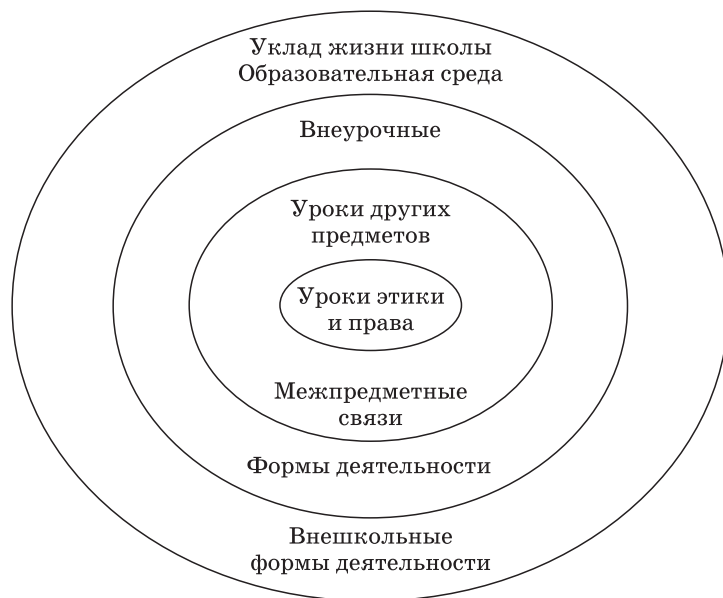 Уклад жизни школы
Образовательная среда
Внеурочные
Уроки других
предметов
Уроки этики
и права
Межпредметные
связи
Формы деятельности
Внешкольные
формы деятельности